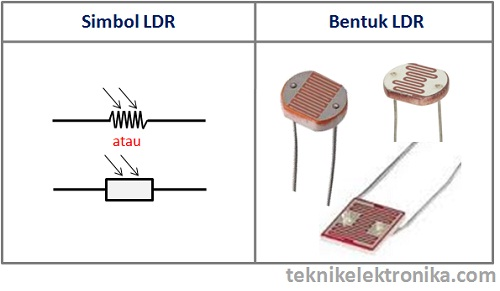 Simbol LDR
Bentuk LDR
atau
teknikelektronika.com